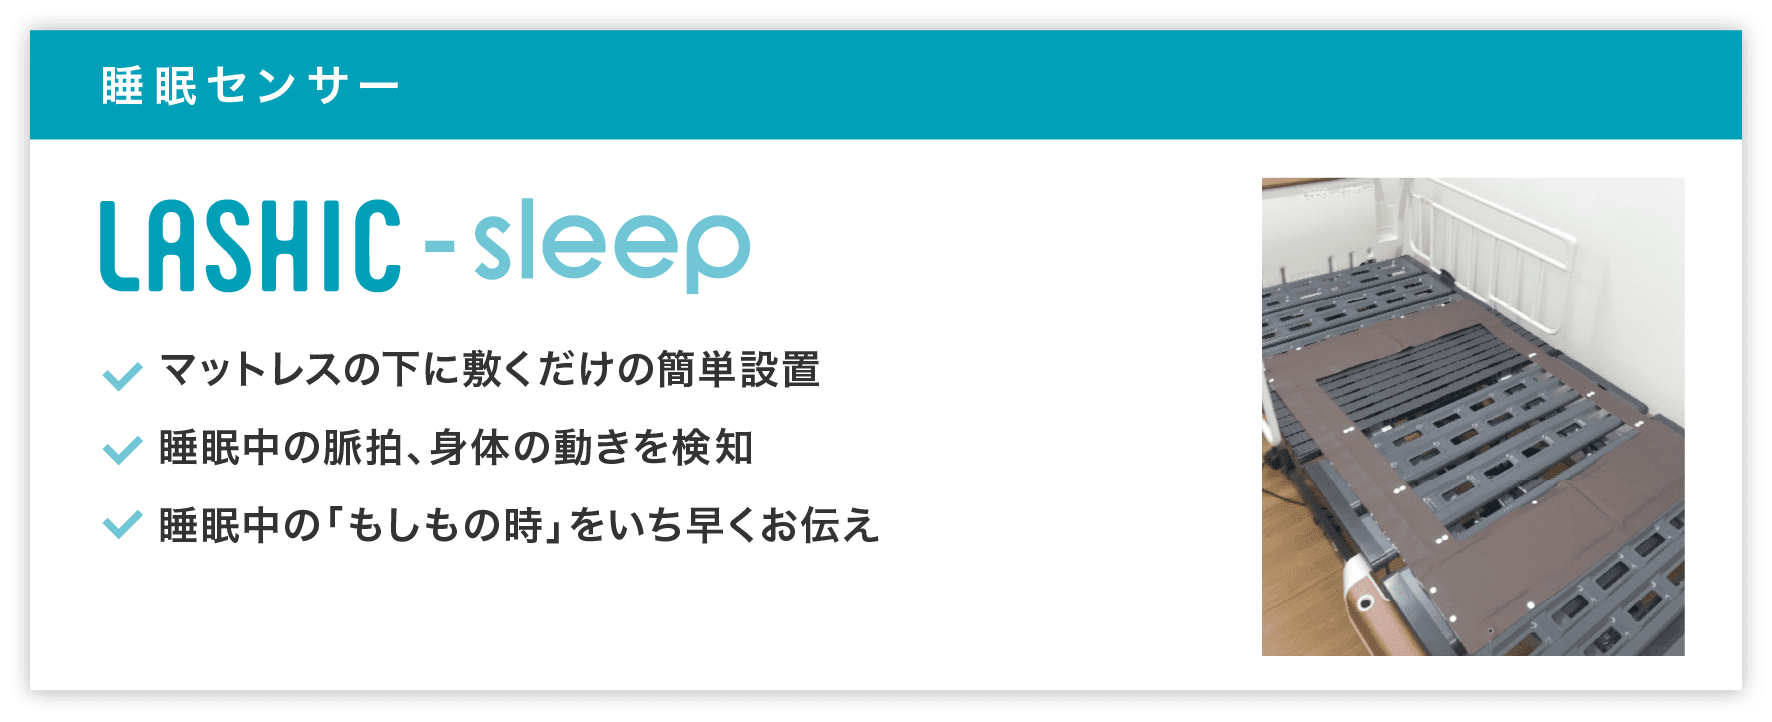 睡眠センサー
LASHIC - sleep
マットレスの下に敷くだけの簡単設置
睡眠中の脈拍、身体の動きを検知
睡眠中の「もしもの時」をいち早くお伝え